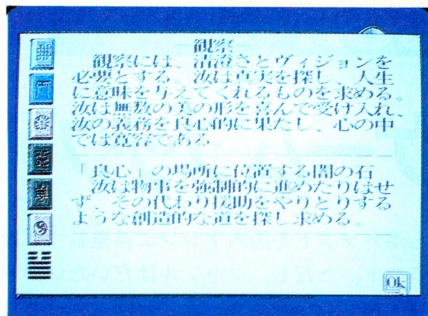 観察
観察には、清澄さとヴィジョンを
必要とする。汝は真実を探し、人生
に意味を与えてくれるものを求める。
汝は無数の美の形を喜んで受け入れ、
汝の義務を良心的に果たし、心の中
では寛容である
「良心」の場所に位置する闇の石
汝は物事を強制的に進めたりはせ
ず、その代わり援助をやりとりする
ような創造的な道を探し求める。
Ok